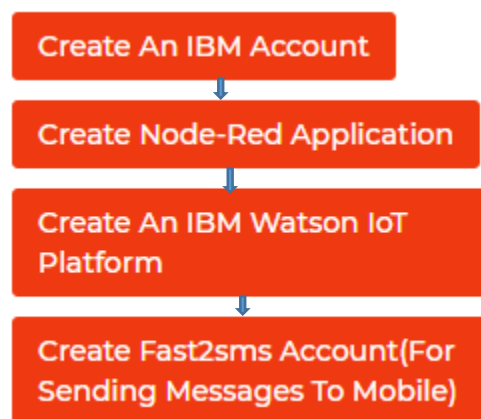 Create An IBM Account
Create Node-Red Application
Create An IBM Watson IoT
Platform
Create Fast2sms Account(For
Sending Messages To Mobile)